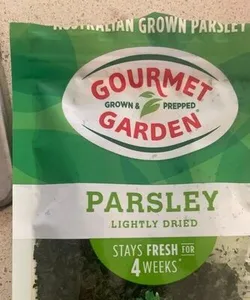 AUSTRALIAN GROWN PARSLEY
GOURMET
GROWN & PREPPED®
GARDEN
PARSLEY
LIGHTLY DRIED
STAYS FRESH FOR
4 WEEKS*